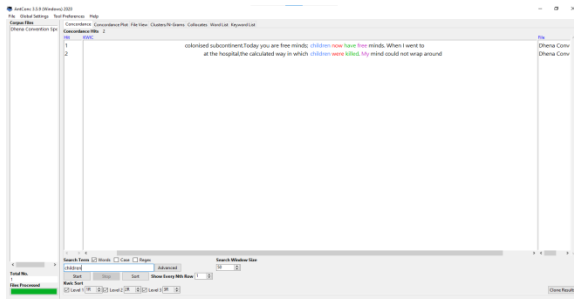 AntConc 3.5.9 (Windows) 2020
File Global Settings Tool Preferences Help
Corpus Files
Dhena Convention Spe
Concordance Concordance Plot File View Clusters/N-Grams Collocates Word List Keyword List
Concordance Hits 2
Hit KWIC File
1 colonised subcontinent.Today you are free minds; children now have free minds. When I went to Dhena Conv
2 at the hospital,the calculated way in which children were killed. My mind could not wrap around Dhena Conv
Search Term Words Case Regex Search Window Size
children Advanced 50
Start Stop Sort Show Every Nth Row 1
Kwic Sort
Level 1 1R Level 2 2R Level 3 3R
Total No.
1
Files Processed
Clone Results